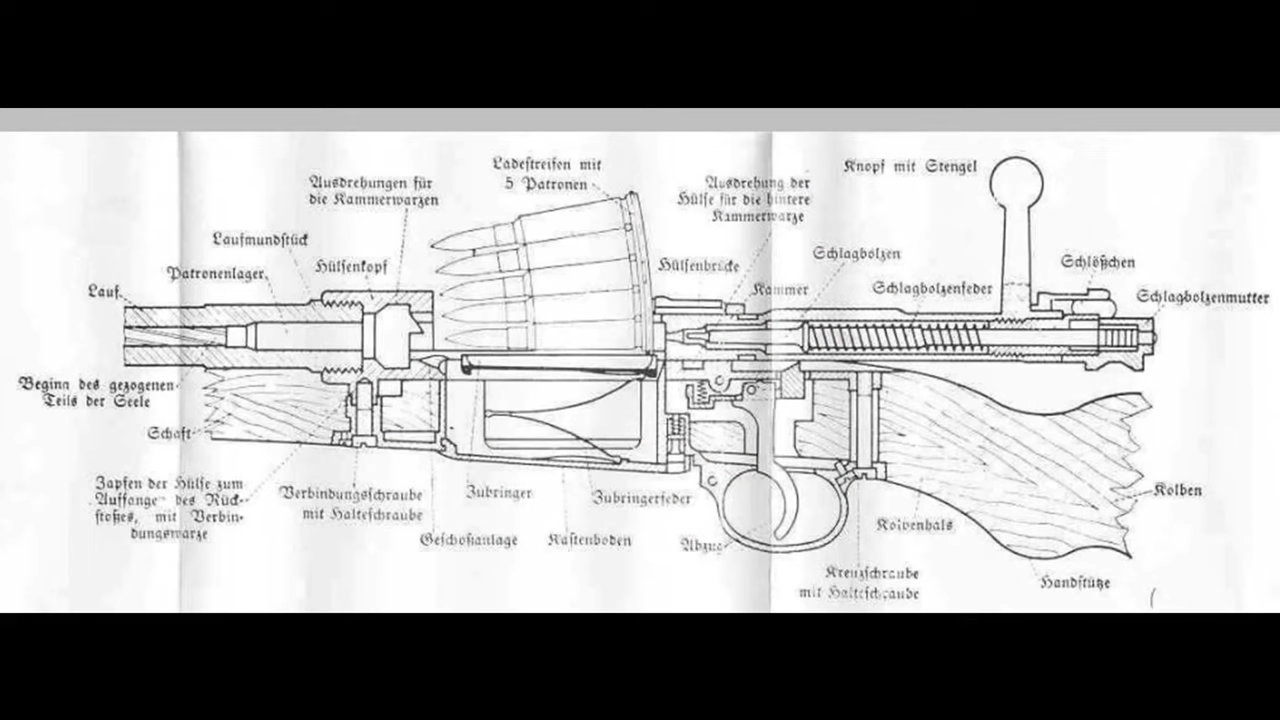 Ladestreifen mit
5 Patronen
Knopf mit Stengel
Ausdrehungen für
die Kammerwarzen
Ausdrehung der
Hülse für die hintere
Kammerwarze
Laufmundstück
Hülsenkopf
Patronenlager
Lauf
Hülsenbrücke
Schlagbolzen
Kammer
Schlagbolzenfeder
Schlößchen
Schlagbolzenmutter
Beginn des gezogenen
Teils der Seele
Schaft
Zapfen der Hülse zum
Auffange des Rück-
stoßes, mit Verbin-
dungswarze
Verbindungsschraube
mit Halteschraube
Zubringer
Zubringerfeder
Geschoßanlage
Kastenboden
Abzug
Kolbenhals
Kolben
Kreuzschraube
mit Halteschraube
Handstütze